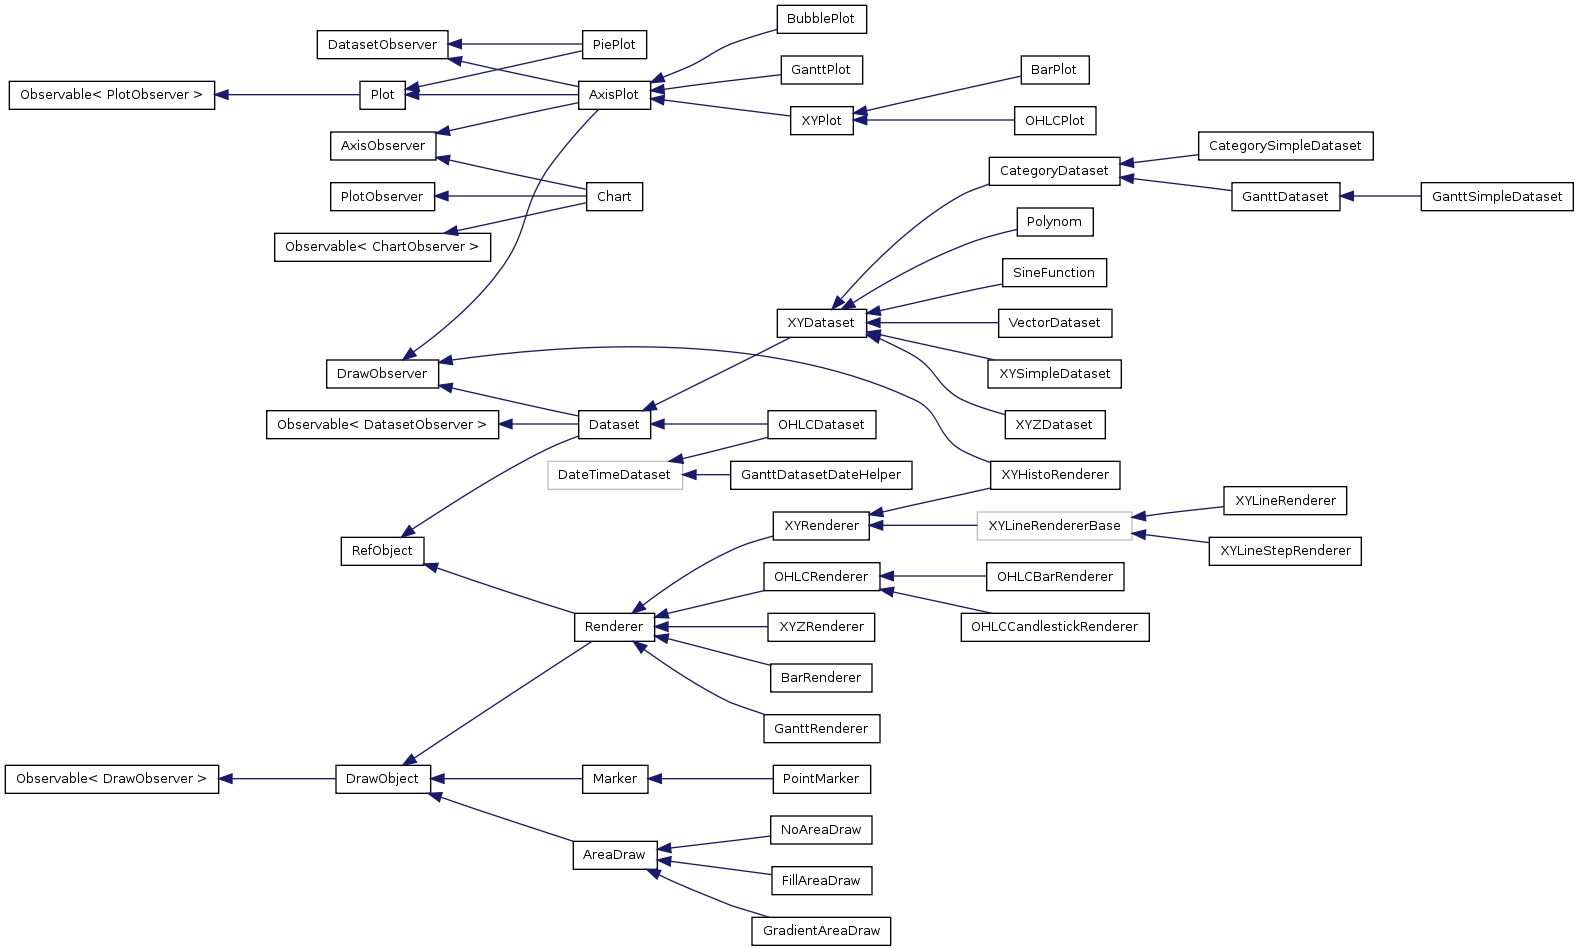 BubblePlot
DatasetObserver
PiePlot
GanttPlot
BarPlot
Observable< PlotObserver >
Plot
AxisPlot
XYPlot
OHLCPlot
AxisObserver
CategorySimpleDataset
CategoryDataset
PlotObserver
Chart
GanttDataset
GanttSimpleDataset
Polynom
Observable< ChartObserver >
SineFunction
XYDataset
VectorDataset
DrawObserver
XYSimpleDataset
Observable< DatasetObserver >
Dataset
OHLCDataset
XYZDataset
DateTimeDataset
GanttDatasetDateHelper
XYHistoRenderer
XYLineRenderer
XYRenderer
XYLineRendererBase
RefObject
XYLineStepRenderer
OHLCRenderer
OHLCBarRenderer
Renderer
XYZRenderer
OHLCCandlestickRenderer
BarRenderer
GanttRenderer
Observable< DrawObserver >
DrawObject
Marker
PointMarker
NoAreaDraw
AreaDraw
FillAreaDraw
GradientAreaDraw